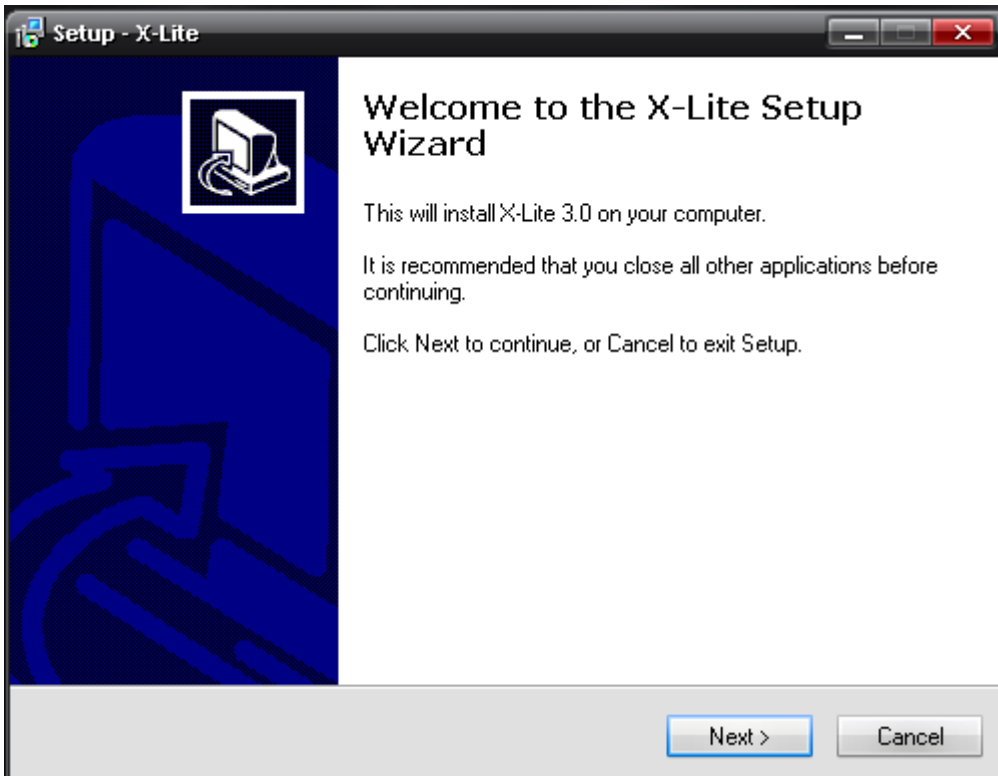 Setup - X-Lite
Welcome to the X-Lite Setup
Wizard
This will install X-Lite 3.0 on your computer.
It is recommended that you close all other applications before
continuing.
Click Next to continue, or Cancel to exit Setup.
Next >
Cancel